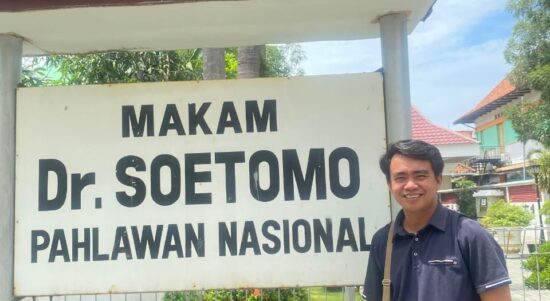 MAKAM
Dr. SOETOMO
PAHLAWAN NASIONAL